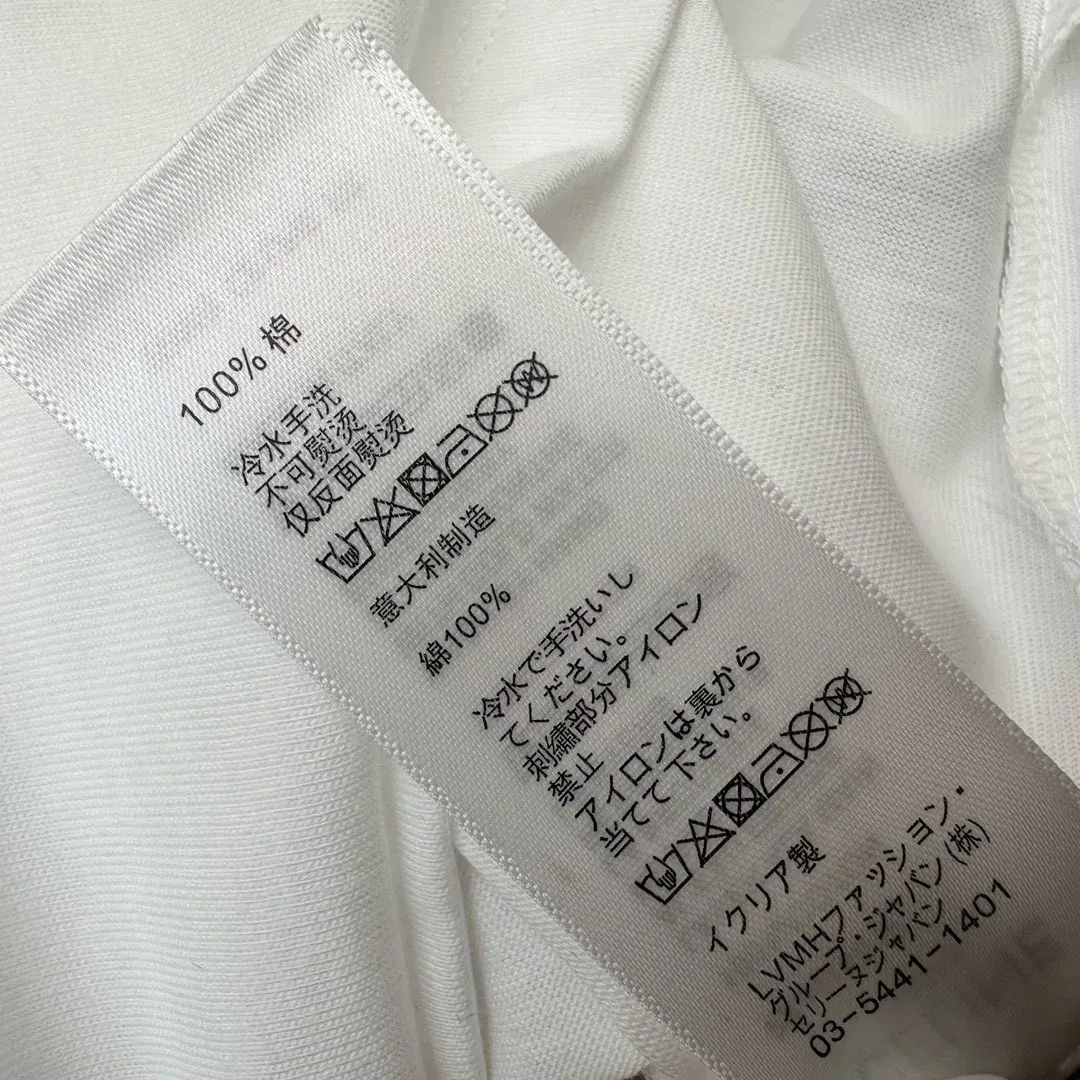 100% 棉
冷水手洗
不可熨烫
仅反面熨烫
意大利制造
綿100%
冷水で手洗いし
てください。
刺繡部分アイロン
禁止
アイロンは裏から
当てて下さい。
イクリア製
LVMHファッション・
グループ・ジャバン(株)
セリーヌジャバン
03-5441-1401